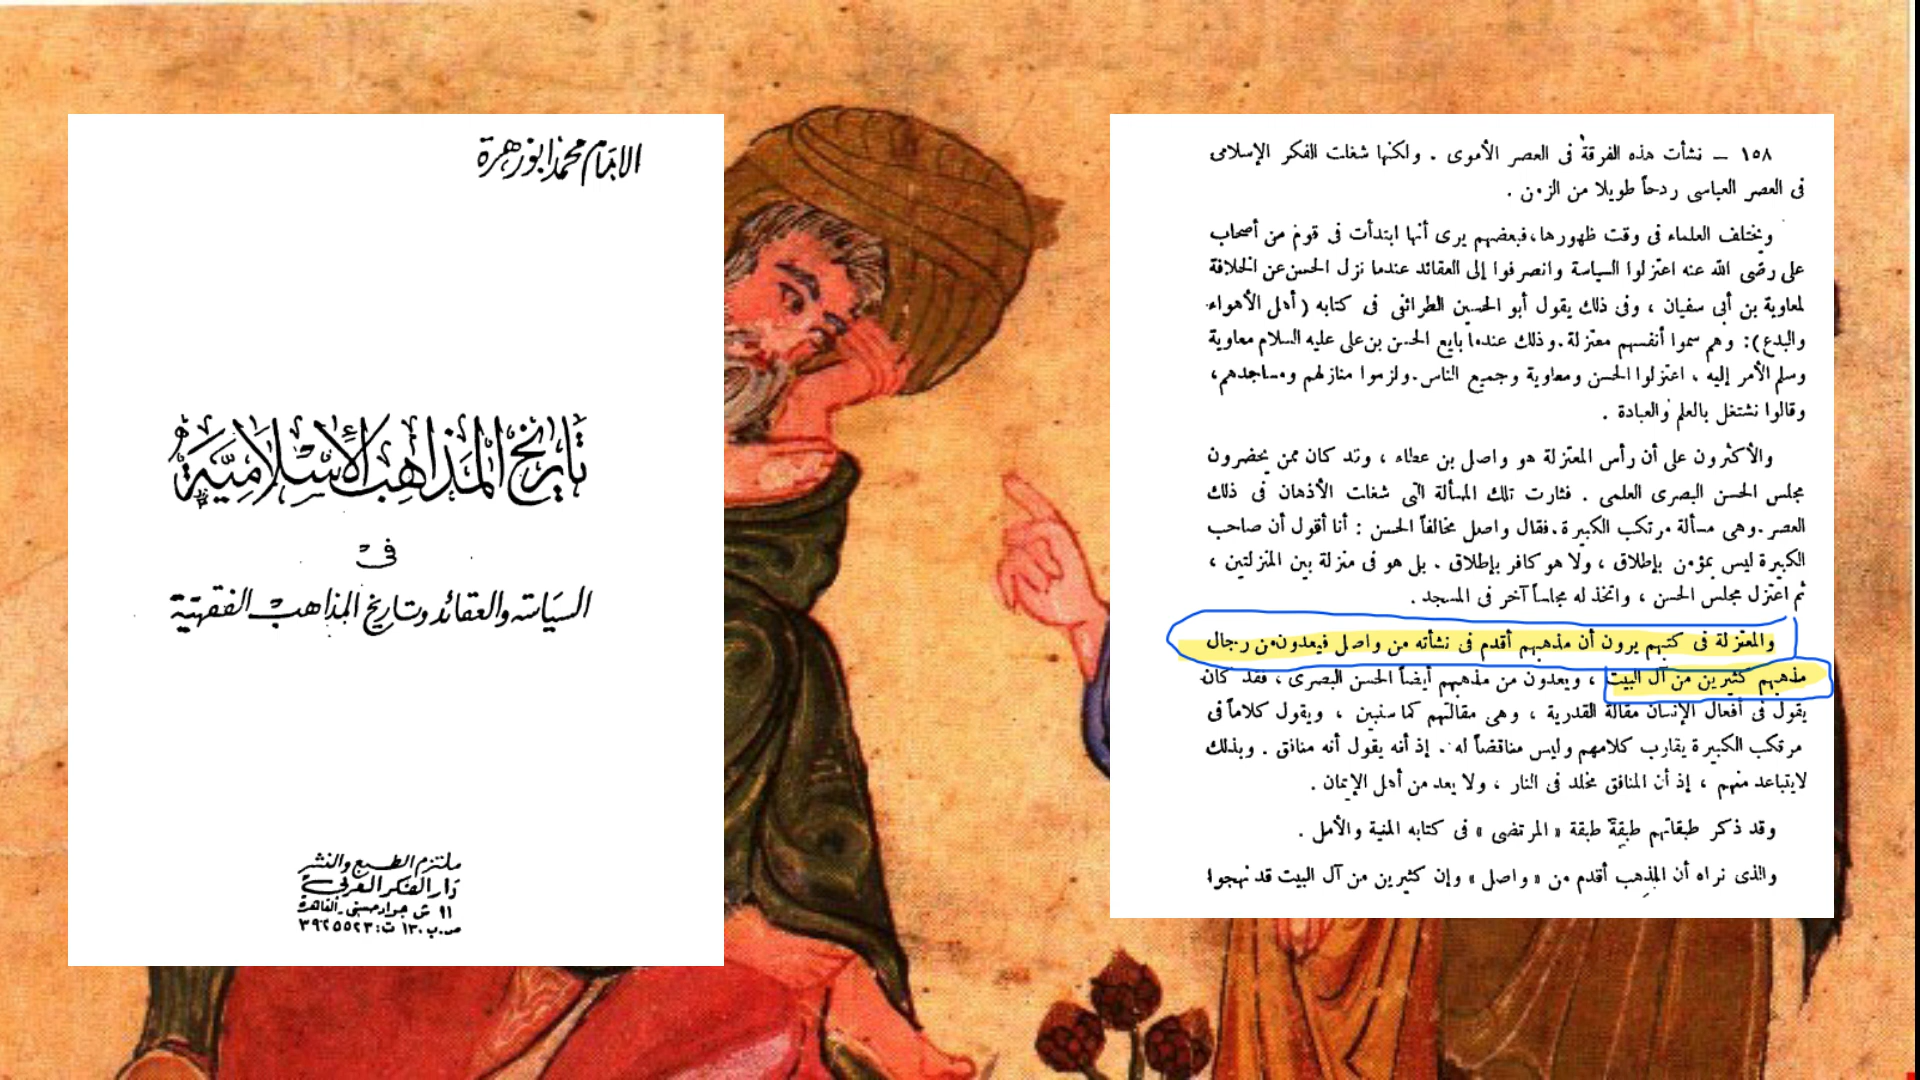 الإمام محمد أبو زهرة
تاريخ المذاهب الإسلامية
فى
السياسة والعقائد وتاريخ المذاهب الفقهية
ملتزم الطبع والنشر
دار الفكر العربي
١١ ش جواد حسنى - القاهرة
ص.ب ١٣٠ ت: ٣٩٢٥٥٢٣
١٥٨ – نشأت هذه الفرقة فى العصر الأموى . ولكنها شغلت الفكر الإسلامى
فى العصر العباسى ردحاً طويلا من الزمن .
ويختلف العلماء فى وقت ظهورها، فبعضهم يرى أنها ابتدأت فى قوم من أصحاب
على رضى الله عنه اعتزلوا السياسة وانصرفوا إلى العقائد عندما نزل الحسن عن الخلافة
لمعاوية بن أبى سفيان ، وفى ذلك يقول أبو الحسين الطرائفى فى كتابه (أهل الأهواء
والبدع): وهم سموا أنفسهم معتزلة. وذلك عندما بايع الحسن بن على عليه السلام معاوية
وسلم الأمر إليه ، اعتزلوا الحسن ومعاوية وجميع الناس. ولزموا منازلهم ومساجدهم،
وقالوا نشتغل بالعلم والعبادة .
والأكثرون على أن رأس المعتزلة هو واصل بن عطاء ، وقد كان ممن يحضرون
مجلس الحسن البصرى العلمى . فثارت تلك المسألة التى شغلت الأذهان فى ذلك
العصر. وهى مسألة مرتكب الكبيرة. فقال واصل مخالفاً الحسن : أنا أقول أن صاحب
الكبيرة ليس بمؤمن بإطلاق ، ولا هو كافر بإطلاق . بل هو فى منزلة بين المنزلتين ،
ثم اعتزل مجلس الحسن ، واتخذ له مجلساً آخر فى المسجد .
والمعتزلة فى كتبهم يرون أن مذهبهم أقدم فى نشأته من واصل فيعدون من رجال
مذهبهم كثيرين من آل البيت ، ويعدون من مذهبهم أيضاً الحسن البصرى ، فقد كان
يقول فى أفعال الإنسان مقالة القدرية ، وهى مقالتهم كما سنبين ، ويقول كلاماً فى
مرتكب الكبيرة يقارب كلامهم وليس مناقضاً له . إذ أنه يقول أنه منافق . وبذلك
لايتباعد منهم ، إذ أن المنافق مخلد فى النار ، ولا يعد من أهل الإيمان .
وقد ذكر طبقاتهم طبقة طبقة « المرتضى » فى كتابه المنية والأمل .
والذى نراه أن المذهب أقدم من « واصل » وإن كثيرين من آل البيت قد نهجوا